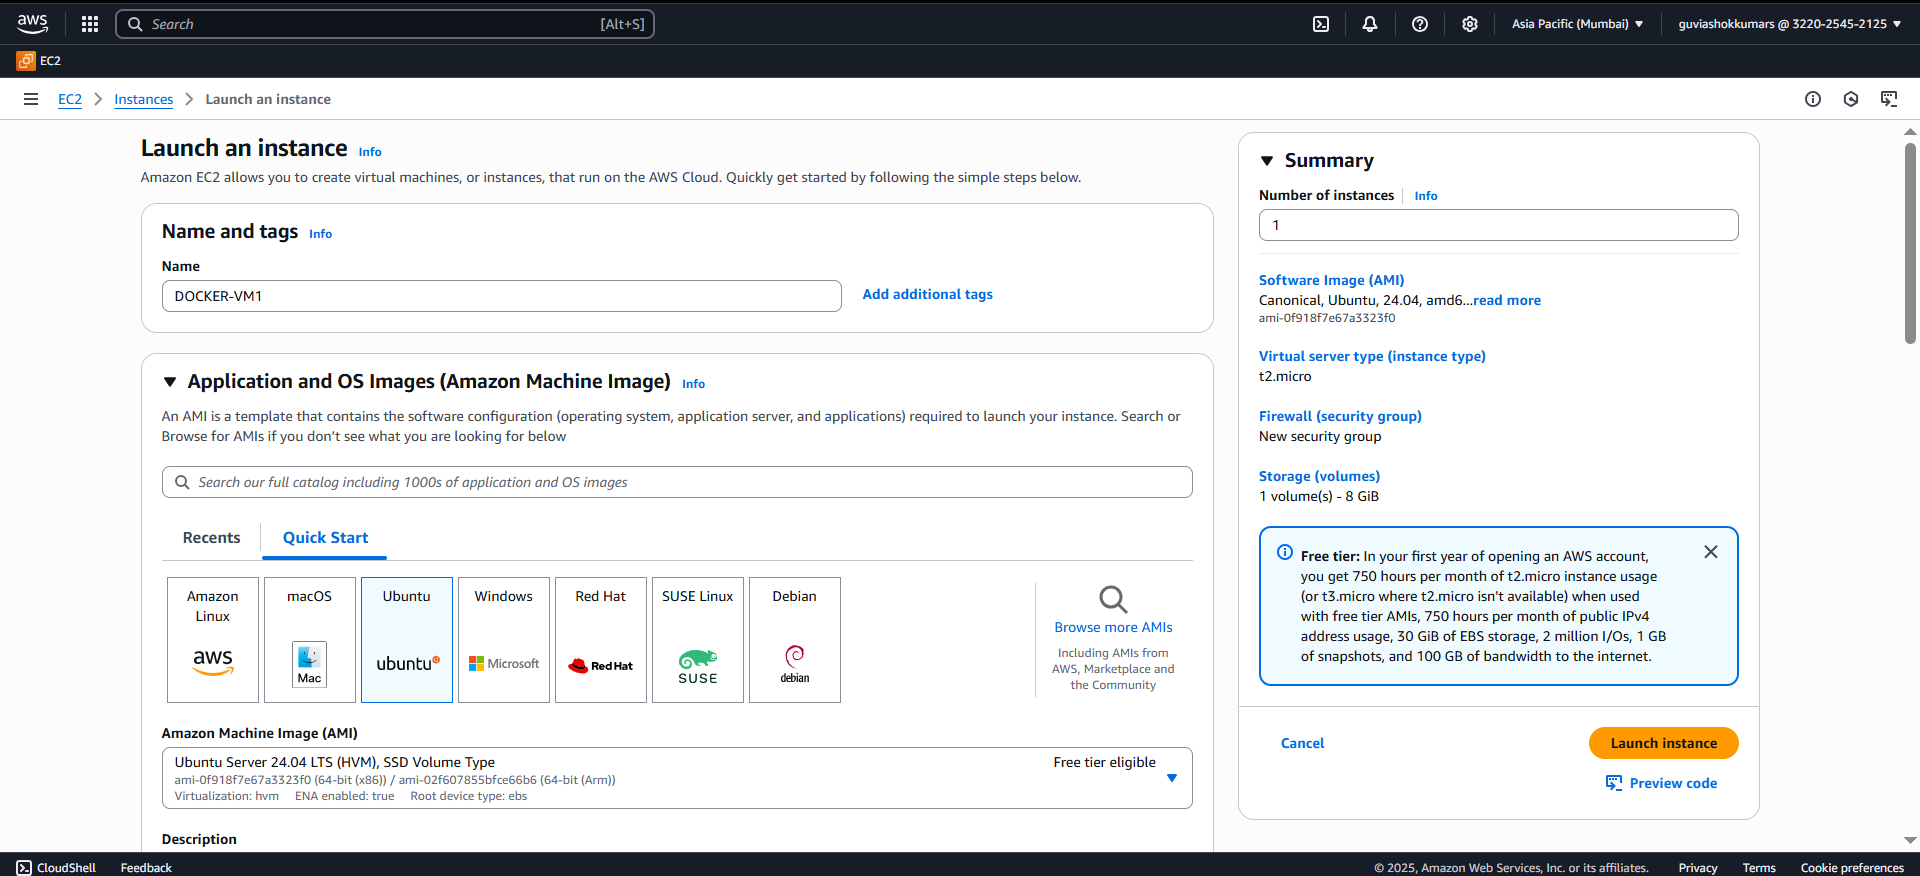 aws
Search
[Alt+S]
Asia Pacific (Mumbai)
guviashokkumars @ 3220-2545-2125
EC2
EC2
Instances
Launch an instance
Launch an instance Info
Amazon EC2 allows you to create virtual machines, or instances, that run on the AWS Cloud. Quickly get started by following the simple steps below.
Name and tags Info
Name
DOCKER-VM1
Add additional tags
Application and OS Images (Amazon Machine Image) Info
An AMI is a template that contains the software configuration (operating system, application server, and applications) required to launch your instance. Search or
Browse for AMIs if you don’t see what you are looking for below
Search our full catalog including 1000s of application and OS images
Recents
Quick Start
Amazon
Linux
aws
macOS
Mac
Ubuntu
ubuntu
Windows
Microsoft
Red Hat
Red Hat
SUSE Linux
SUSE
Debian
debian
Browse more AMIs
Including AMIs from
AWS, Marketplace and
the Community
Amazon Machine Image (AMI)
Ubuntu Server 24.04 LTS (HVM), SSD Volume Type
Free tier eligible
ami-0f918f7e67a3323f0 (64-bit (x86)) / ami-02f607855bfce66b6 (64-bit (Arm))
Virtualization: hvm ENA enabled: true Root device type: ebs
Description
Summary
Number of instances Info
1
Software Image (AMI)
Canonical, Ubuntu, 24.04, amd6...read more
ami-0f918f7e67a3323f0
Virtual server type (instance type)
t2.micro
Firewall (security group)
New security group
Storage (volumes)
1 volume(s) - 8 GiB
Free tier: In your first year of opening an AWS account,
you get 750 hours per month of t2.micro instance usage
(or t3.micro where t2.micro isn't available) when used
with free tier AMIs, 750 hours per month of public IPv4
address usage, 30 GiB of EBS storage, 2 million I/Os, 1 GB
of snapshots, and 100 GB of bandwidth to the internet.
Cancel
Launch instance
Preview code
CloudShell
Feedback
© 2025, Amazon Web Services, Inc. or its affiliates.
Privacy
Terms
Cookie preferences